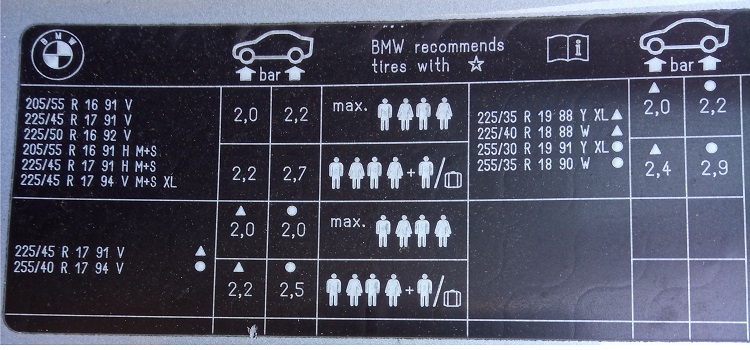 BMW
bar
BMW recommends
tires with ☆
i
bar
205/55 R 16 91 V
225/45 R 17 91 V
225/50 R 16 92 V
205/55 R 16 91 H M+S
225/45 R 17 91 H M+S
225/45 R 17 94 V M+S XL
2,0 2,2
max.
2,2 2,7
+ /
225/45 R 17 91 V ▲
255/40 R 17 94 V ●
▲ ●
2,0 2,0
max.
▲ ●
2,2 2,5
+ /
225/35 R 19 88 Y XL ▲
225/40 R 18 88 W ▲
255/30 R 19 91 Y XL ●
255/35 R 18 90 W ●
▲ ●
2,0 2,2
▲ ●
2,4 2,9